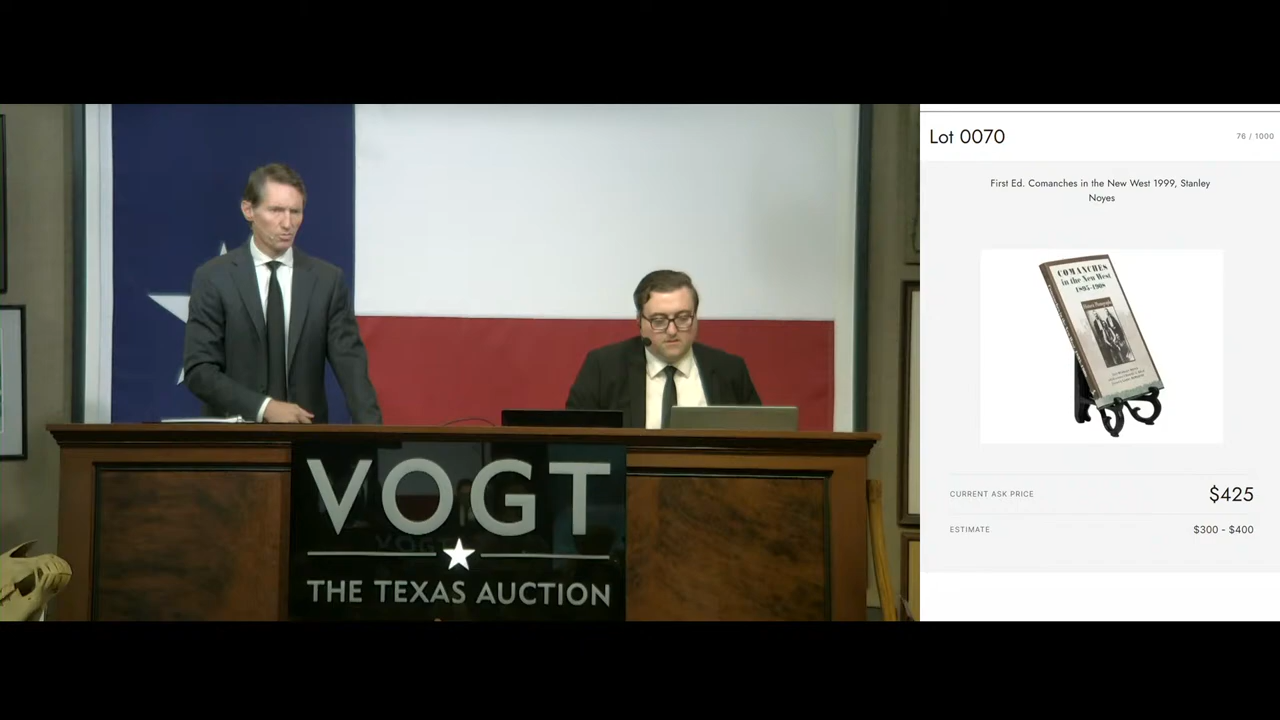 Lot 0070
76 / 1000
First Ed. Comanches in the New West 1999, Stanley
Noyes
COMANCHES
in the New West
1895-1908
CURRENT ASK PRICE
$425
ESTIMATE
$300 - $400
VOGT
THE TEXAS AUCTION